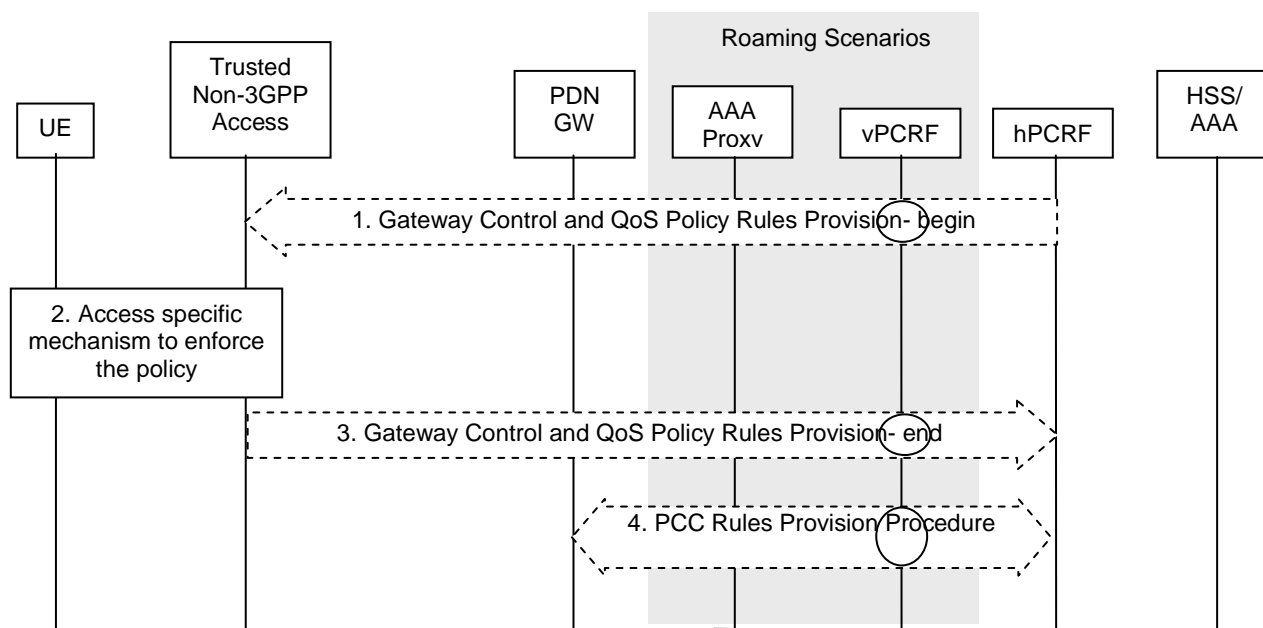 Roaming Scenarios
UE
Trusted
Non-3GPP
Access
PDN
GW
AAA
Proxv
vPCRF
hPCRF
HSS/
AAA
1. Gateway Control and QoS Policy Rules Provision- begin
2. Access specific
mechanism to enforce
the policy
3. Gateway Control and QoS Policy Rules Provision- end
4. PCC Rules Provision Procedure